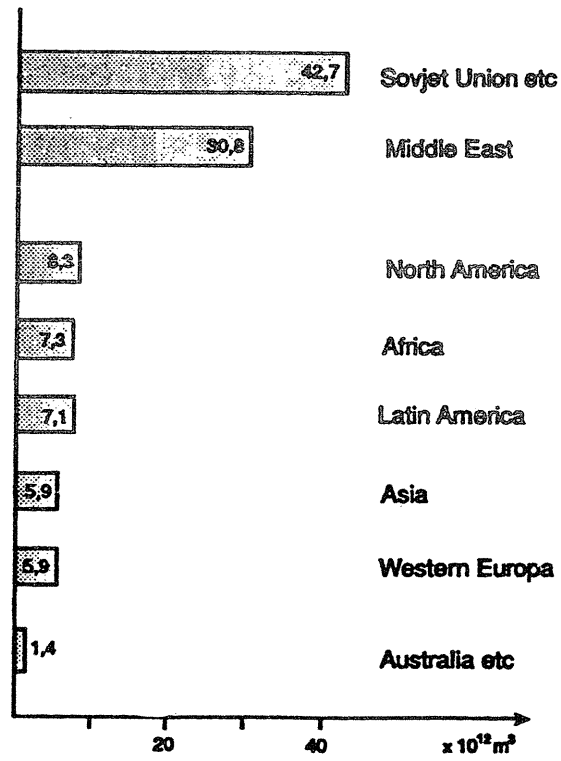 42,7 Sovjet Union etc
30,8 Middle East
8,3 North America
7,3 Africa
7,1 Latin America
5,9 Asia
5,9 Western Europa
1,4 Australia etc
20 40 x 10¹² m³